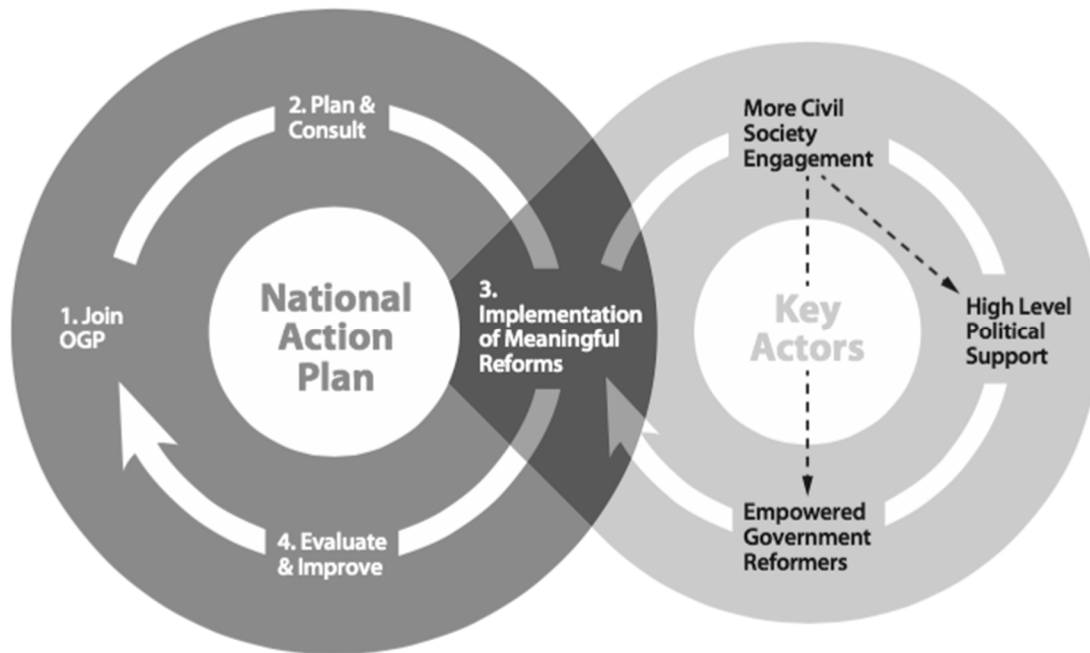 2. Plan &
Consult
National
Action
Plan
1. Join
OGP
3.
Implementation
of Meaningful
Reforms
4. Evaluate
& Improve
More Civil
Society
Engagement
Key
Actors
High Level
Political
Support
Empowered
Government
Reformers